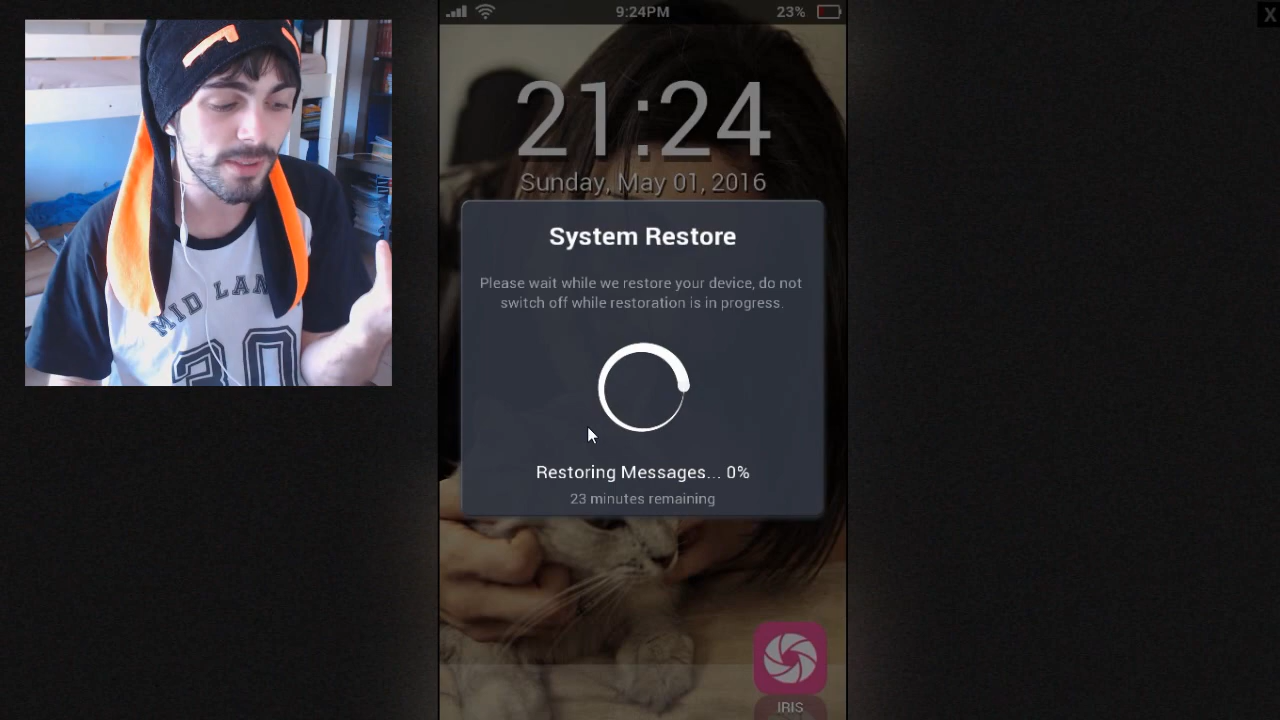 9:24PM
23%
X
21:24
Sunday, May 01, 2016
System Restore
Please wait while we restore your device, do not
switch off while restoration is in progress.
Restoring Messages... 0%
23 minutes remaining
IRIS
MID LAN
30